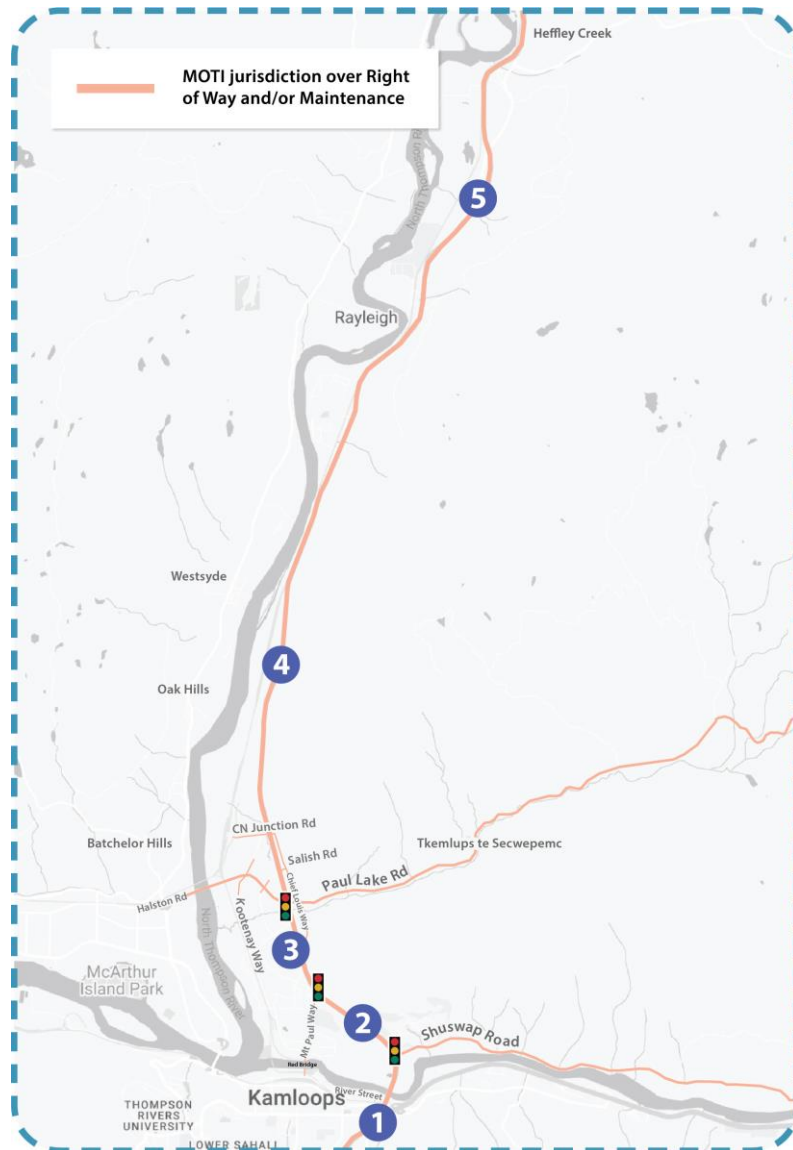 Heffley Creek
MOTI jurisdiction over Right
of Way and/or Maintenance
North Thompson River
5
Rayleigh
Westsyde
4
Oak Hills
CN Junction Rd
Batchelor Hills
Tkemlups te Secwepemc
Salish Rd
Paul Lake Rd
Chief Louis Way
Halston Rd
Kootenay Way
North Thompson River
3
McArthur
Island Park
2
Mt Paul Way
Shuswap Road
Red Bridge
River Street
Kamloops
THOMPSON
RIVERS
UNIVERSITY
1
LOWER SAHALI